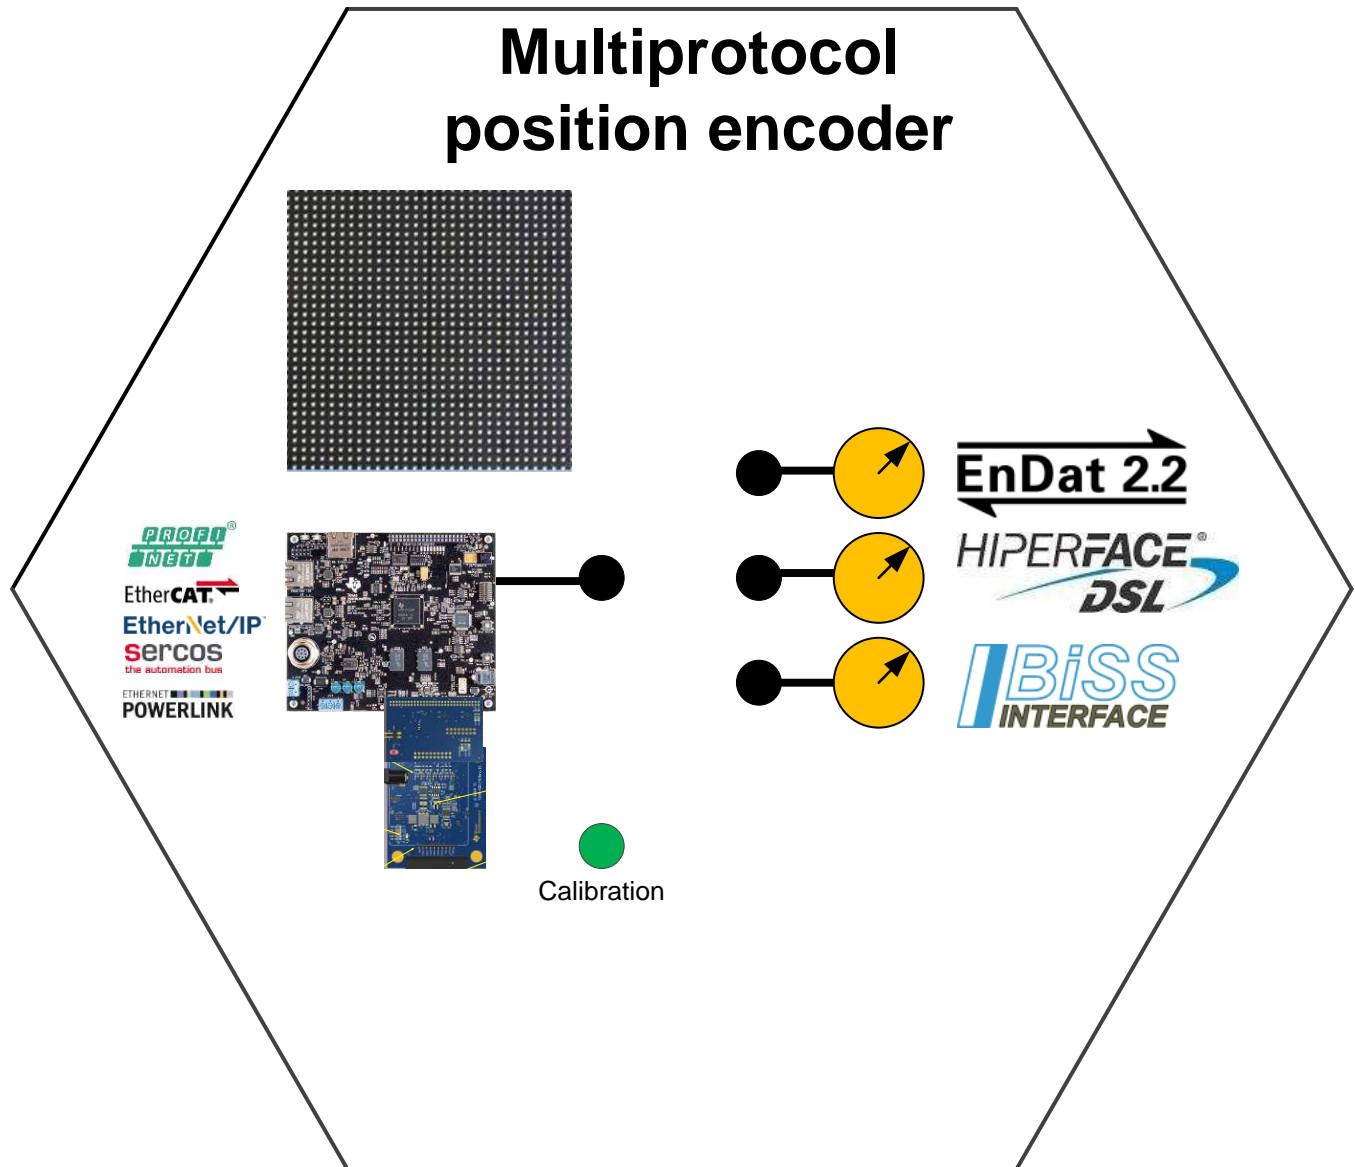 Multiprotocol
position encoder
EnDat 2.2
PROFI®
NET
HIPERFACE®
DSL
EtherCAT.
EtherNet/IP
sercos
the automation bus
BiSS
INTERFACE
ETHERNET
POWERLINK
Calibration